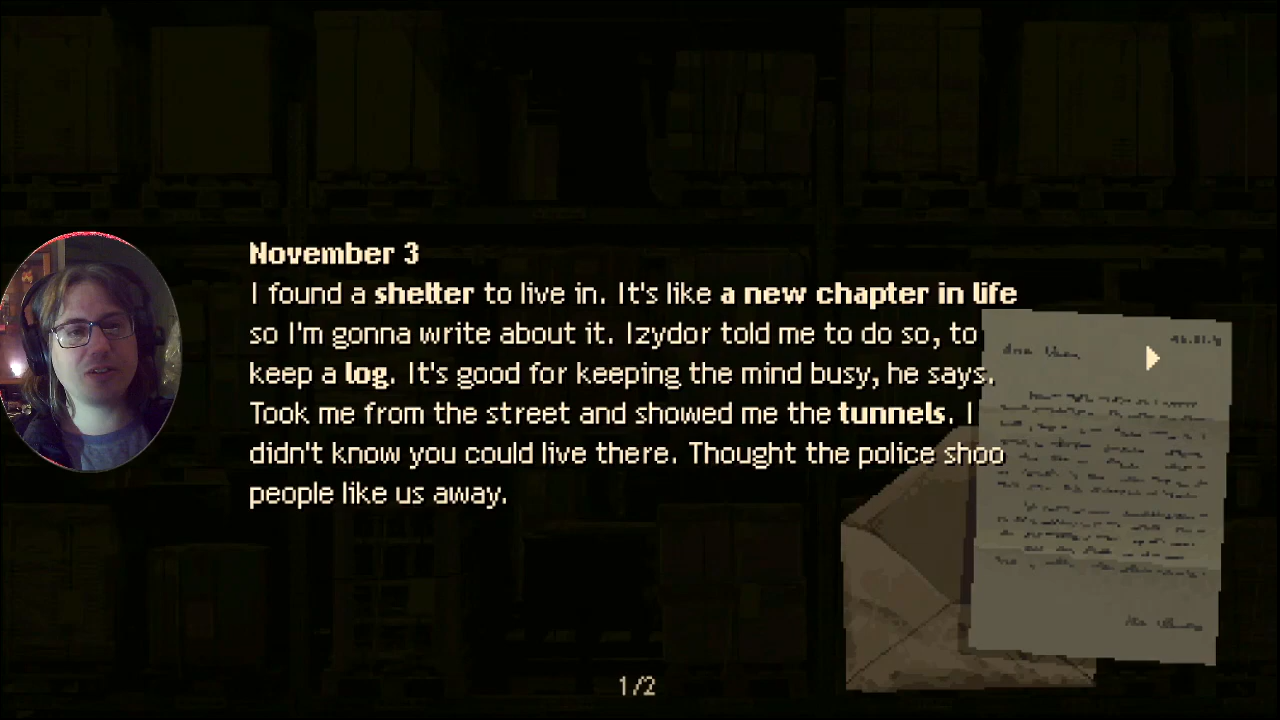 November 3
I found a shelter to live in. It's like a new chapter in life
so I'm gonna write about it. Izydor told me to do so, to
keep a log. It's good for keeping the mind busy, he says.
Took me from the street and showed me the tunnels. I
didn't know you could live there. Thought the police shoo
people like us away.
1/2